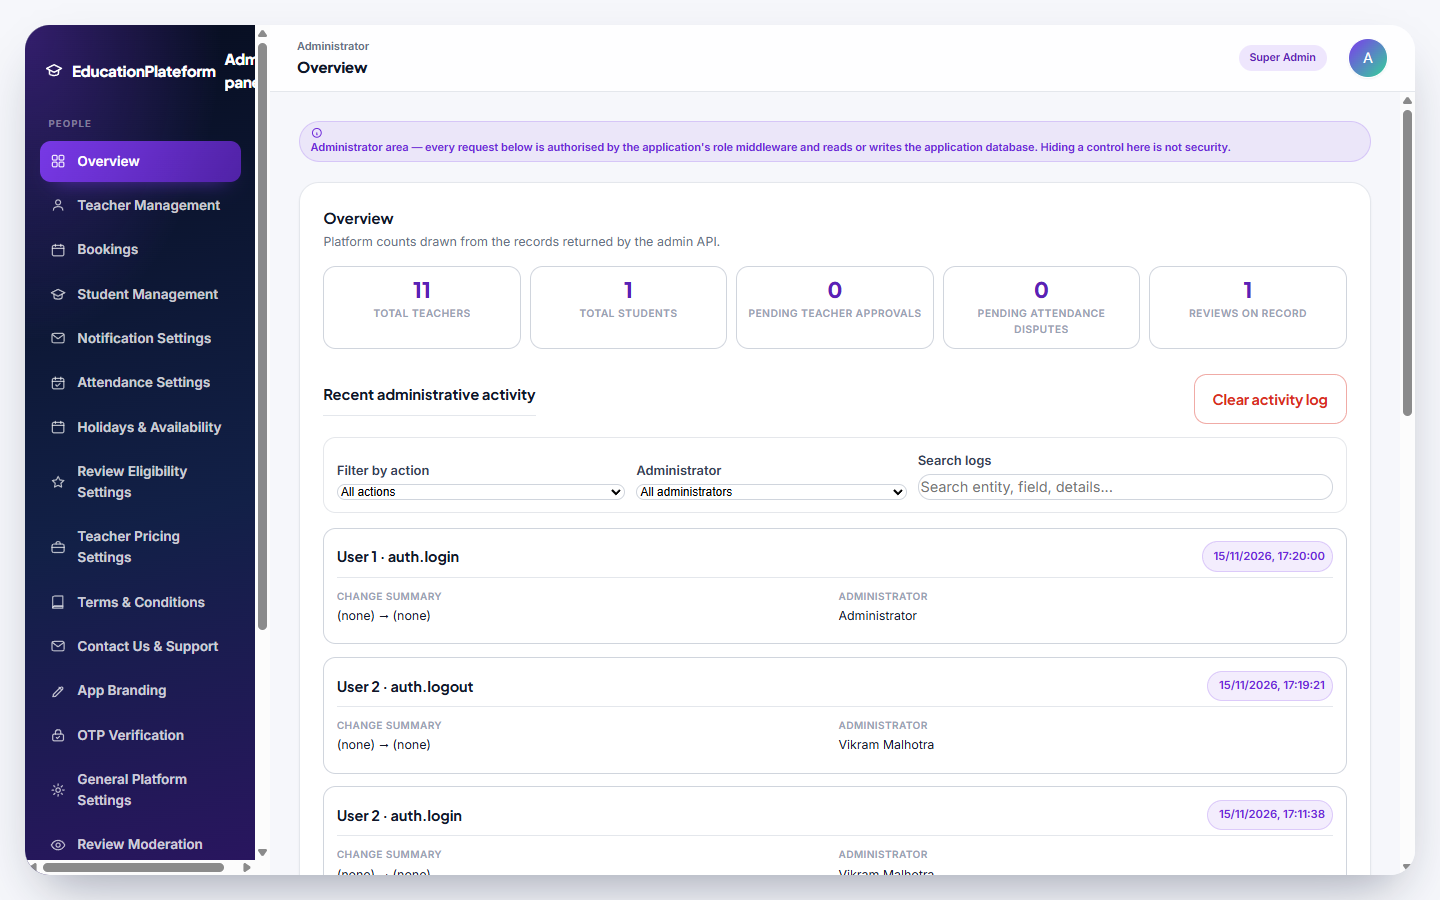 EducationPlateform
PEOPLE
Overview
Teacher Management
Bookings
Student Management
Notification Settings
Attendance Settings
Holidays & Availability
Review Eligibility
Settings
Teacher Pricing
Settings
Terms & Conditions
Contact Us & Support
App Branding
OTP Verification
General Platform
Settings
Review Moderation
Administrator
Overview
Super Admin
A
Administrator area — every request below is authorised by the application's role middleware and reads or writes the application database. Hiding a control here is not security.
Overview
Platform counts drawn from the records returned by the admin API.
11
TOTAL TEACHERS
1
TOTAL STUDENTS
0
PENDING TEACHER APPROVALS
0
PENDING ATTENDANCE
DISPUTES
1
REVIEWS ON RECORD
Recent administrative activity
Clear activity log
Filter by action
All actions
Administrator
All administrators
Search logs
Search entity, field, details...
User 1 · auth.login
15/11/2026, 17:20:00
CHANGE SUMMARY
(none) → (none)
ADMINISTRATOR
Administrator
User 2 · auth.logout
15/11/2026, 17:19:21
CHANGE SUMMARY
(none) → (none)
ADMINISTRATOR
Vikram Malhotra
User 2 · auth.login
15/11/2026, 17:11:38
CHANGE SUMMARY
(none) → (none)
ADMINISTRATOR
Vikram Malhotra